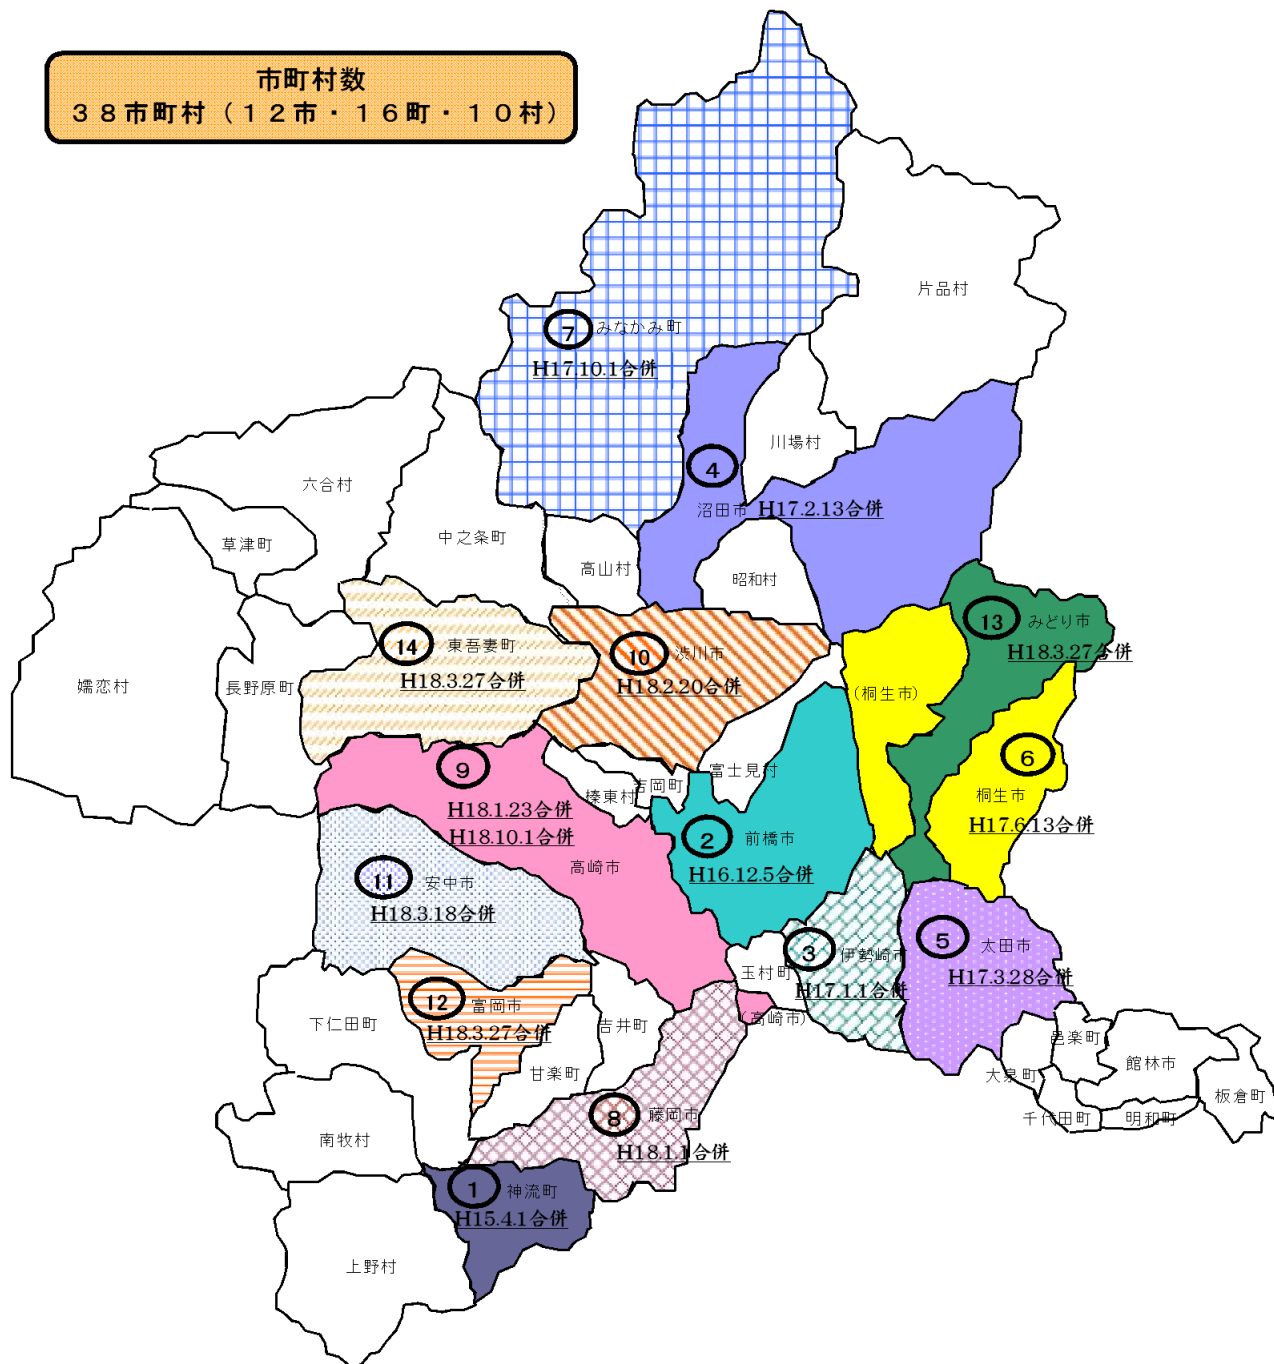 市町村数
３８市町村（１２市・１６町・１０村）
片品村
7
みなかみ町
H17.10.1合併
川場村
4
沼田市
H17.2.13合併
六合村
中之条町
草津町
高山村
昭和村
13
みどり市
H18.3.27合併
14
東吾妻町
H18.3.27合併
10
渋川市
H18.2.20合併
嬬恋村
長野原町
(桐生市)
6
桐生市
H17.6.13合併
9
H18.1.23合併
H18.10.1合併
高崎市
富士見村
吉岡町
榛東村
2
前橋市
H16.12.5合併
11
安中市
H18.3.18合併
3
伊勢崎市
H17.1.1合併
5
太田市
H17.3.28合併
玉村町
(高崎市)
12
富岡市
H18.3.27合併
下仁田町
吉井町
甘楽町
邑楽町
大泉町
館林市
板倉町
千代田町
明和町
8
藤岡市
H18.1.1合併
南牧村
1
神流町
H15.4.1合併
上野村